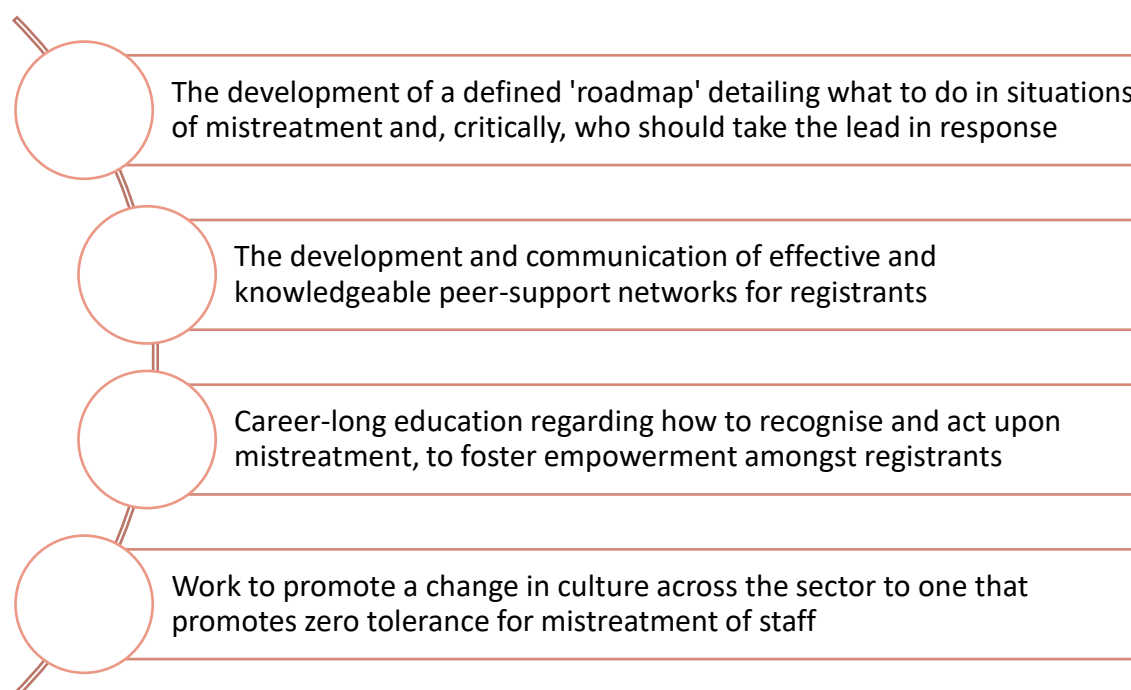 The development of a defined 'roadmap' detailing what to do in situations
of mistreatment and, critically, who should take the lead in response
The development and communication of effective and
knowledgeable peer-support networks for registrants
Career-long education regarding how to recognise and act upon
mistreatment, to foster empowerment amongst registrants
Work to promote a change in culture across the sector to one that
promotes zero tolerance for mistreatment of staff